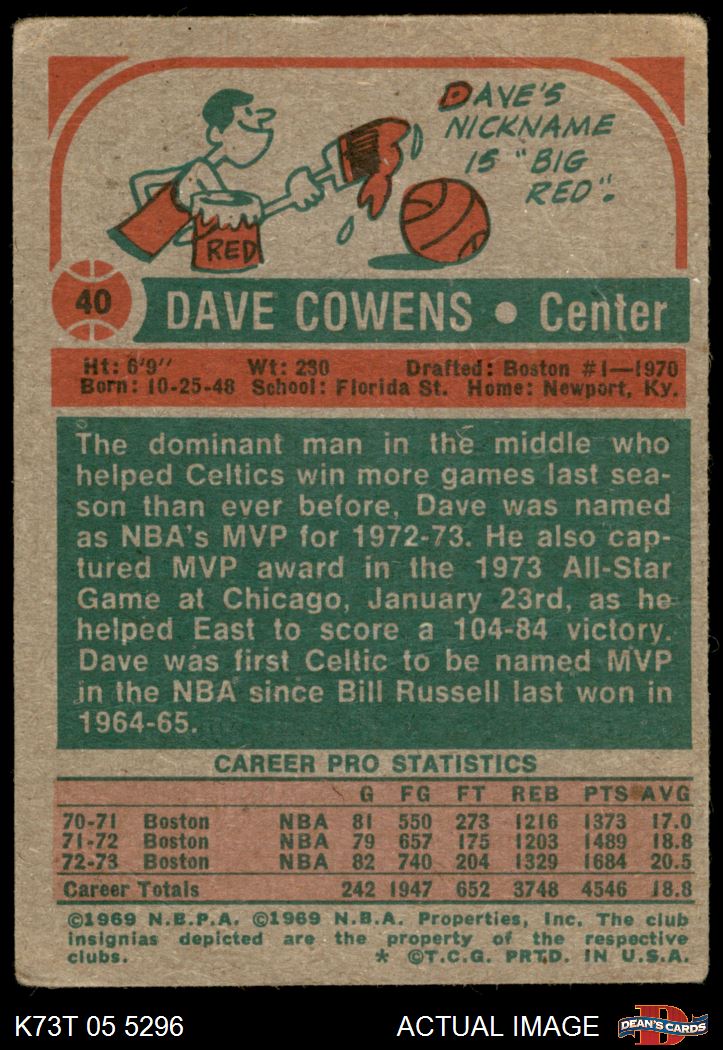 DAVE'S
NICKNAME
IS "BIG
RED".
RED
40
DAVE COWENS • Center
Ht: 6'9" Wt: 230 Drafted: Boston #1—1970
Born: 10-25-48 School: Florida St. Home: Newport, Ky.
The dominant man in the middle who
helped Celtics win more games last sea-
son than ever before, Dave was named
as NBA's MVP for 1972-73. He also cap-
tured MVP award in the 1973 All-Star
Game at Chicago, January 23rd, as he
helped East to score a 104-84 victory.
Dave was first Celtic to be named MVP
in the NBA since Bill Russell last won in
1964-65.
CAREER PRO STATISTICS
G FG FT REB PTS AVG
70-71 Boston NBA 81 550 273 1216 1373 17.0
71-72 Boston NBA 79 657 175 1203 1489 18.8
72-73 Boston NBA 82 740 204 1329 1684 20.5
Career Totals 242 1947 652 3748 4546 18.8
©1969 N.B.P.A. ©1969 N.B.A. Properties, Inc. The club
insignias depicted are the property of the respective
clubs. * ©T.C.G. PRTD. IN U.S.A.
K73T 05 5296 ACTUAL IMAGE
D
DEAN'S CARDS